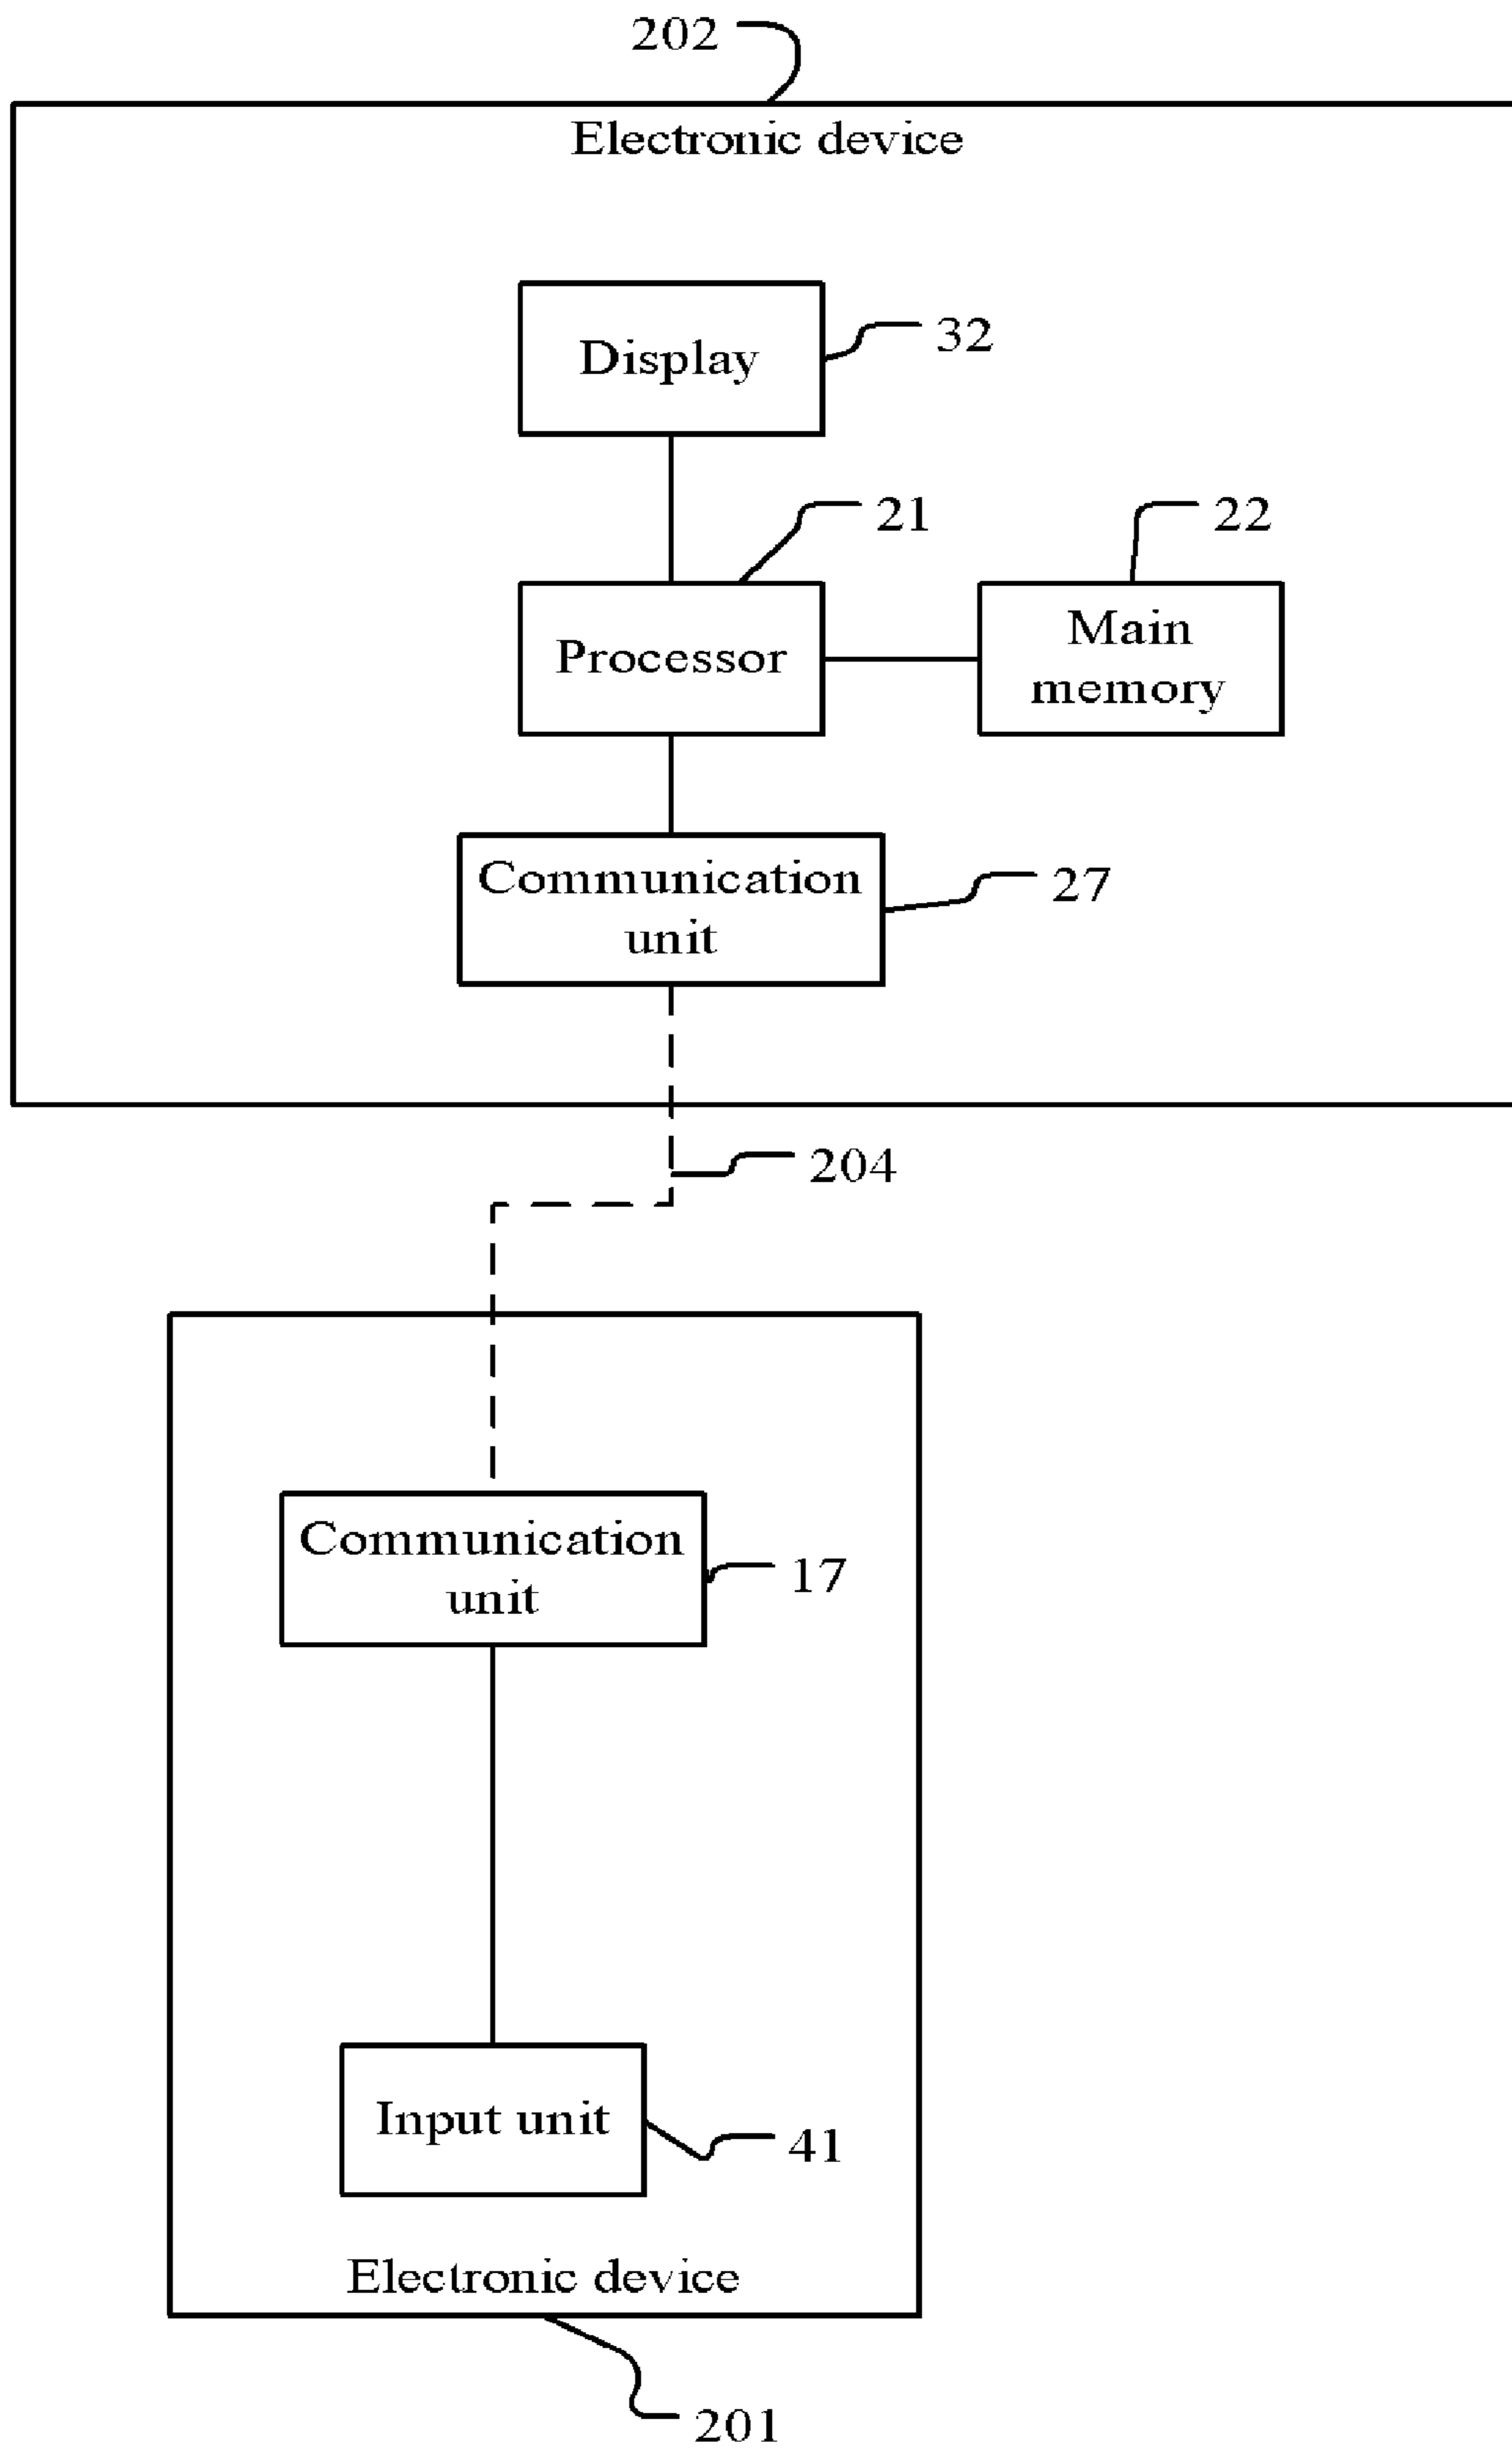 202
Electronic device
Display
32
21
22
Processor
Main
memory
Communication
unit
27
204
Communication
unit
17
Input unit
41
Electronic device
201